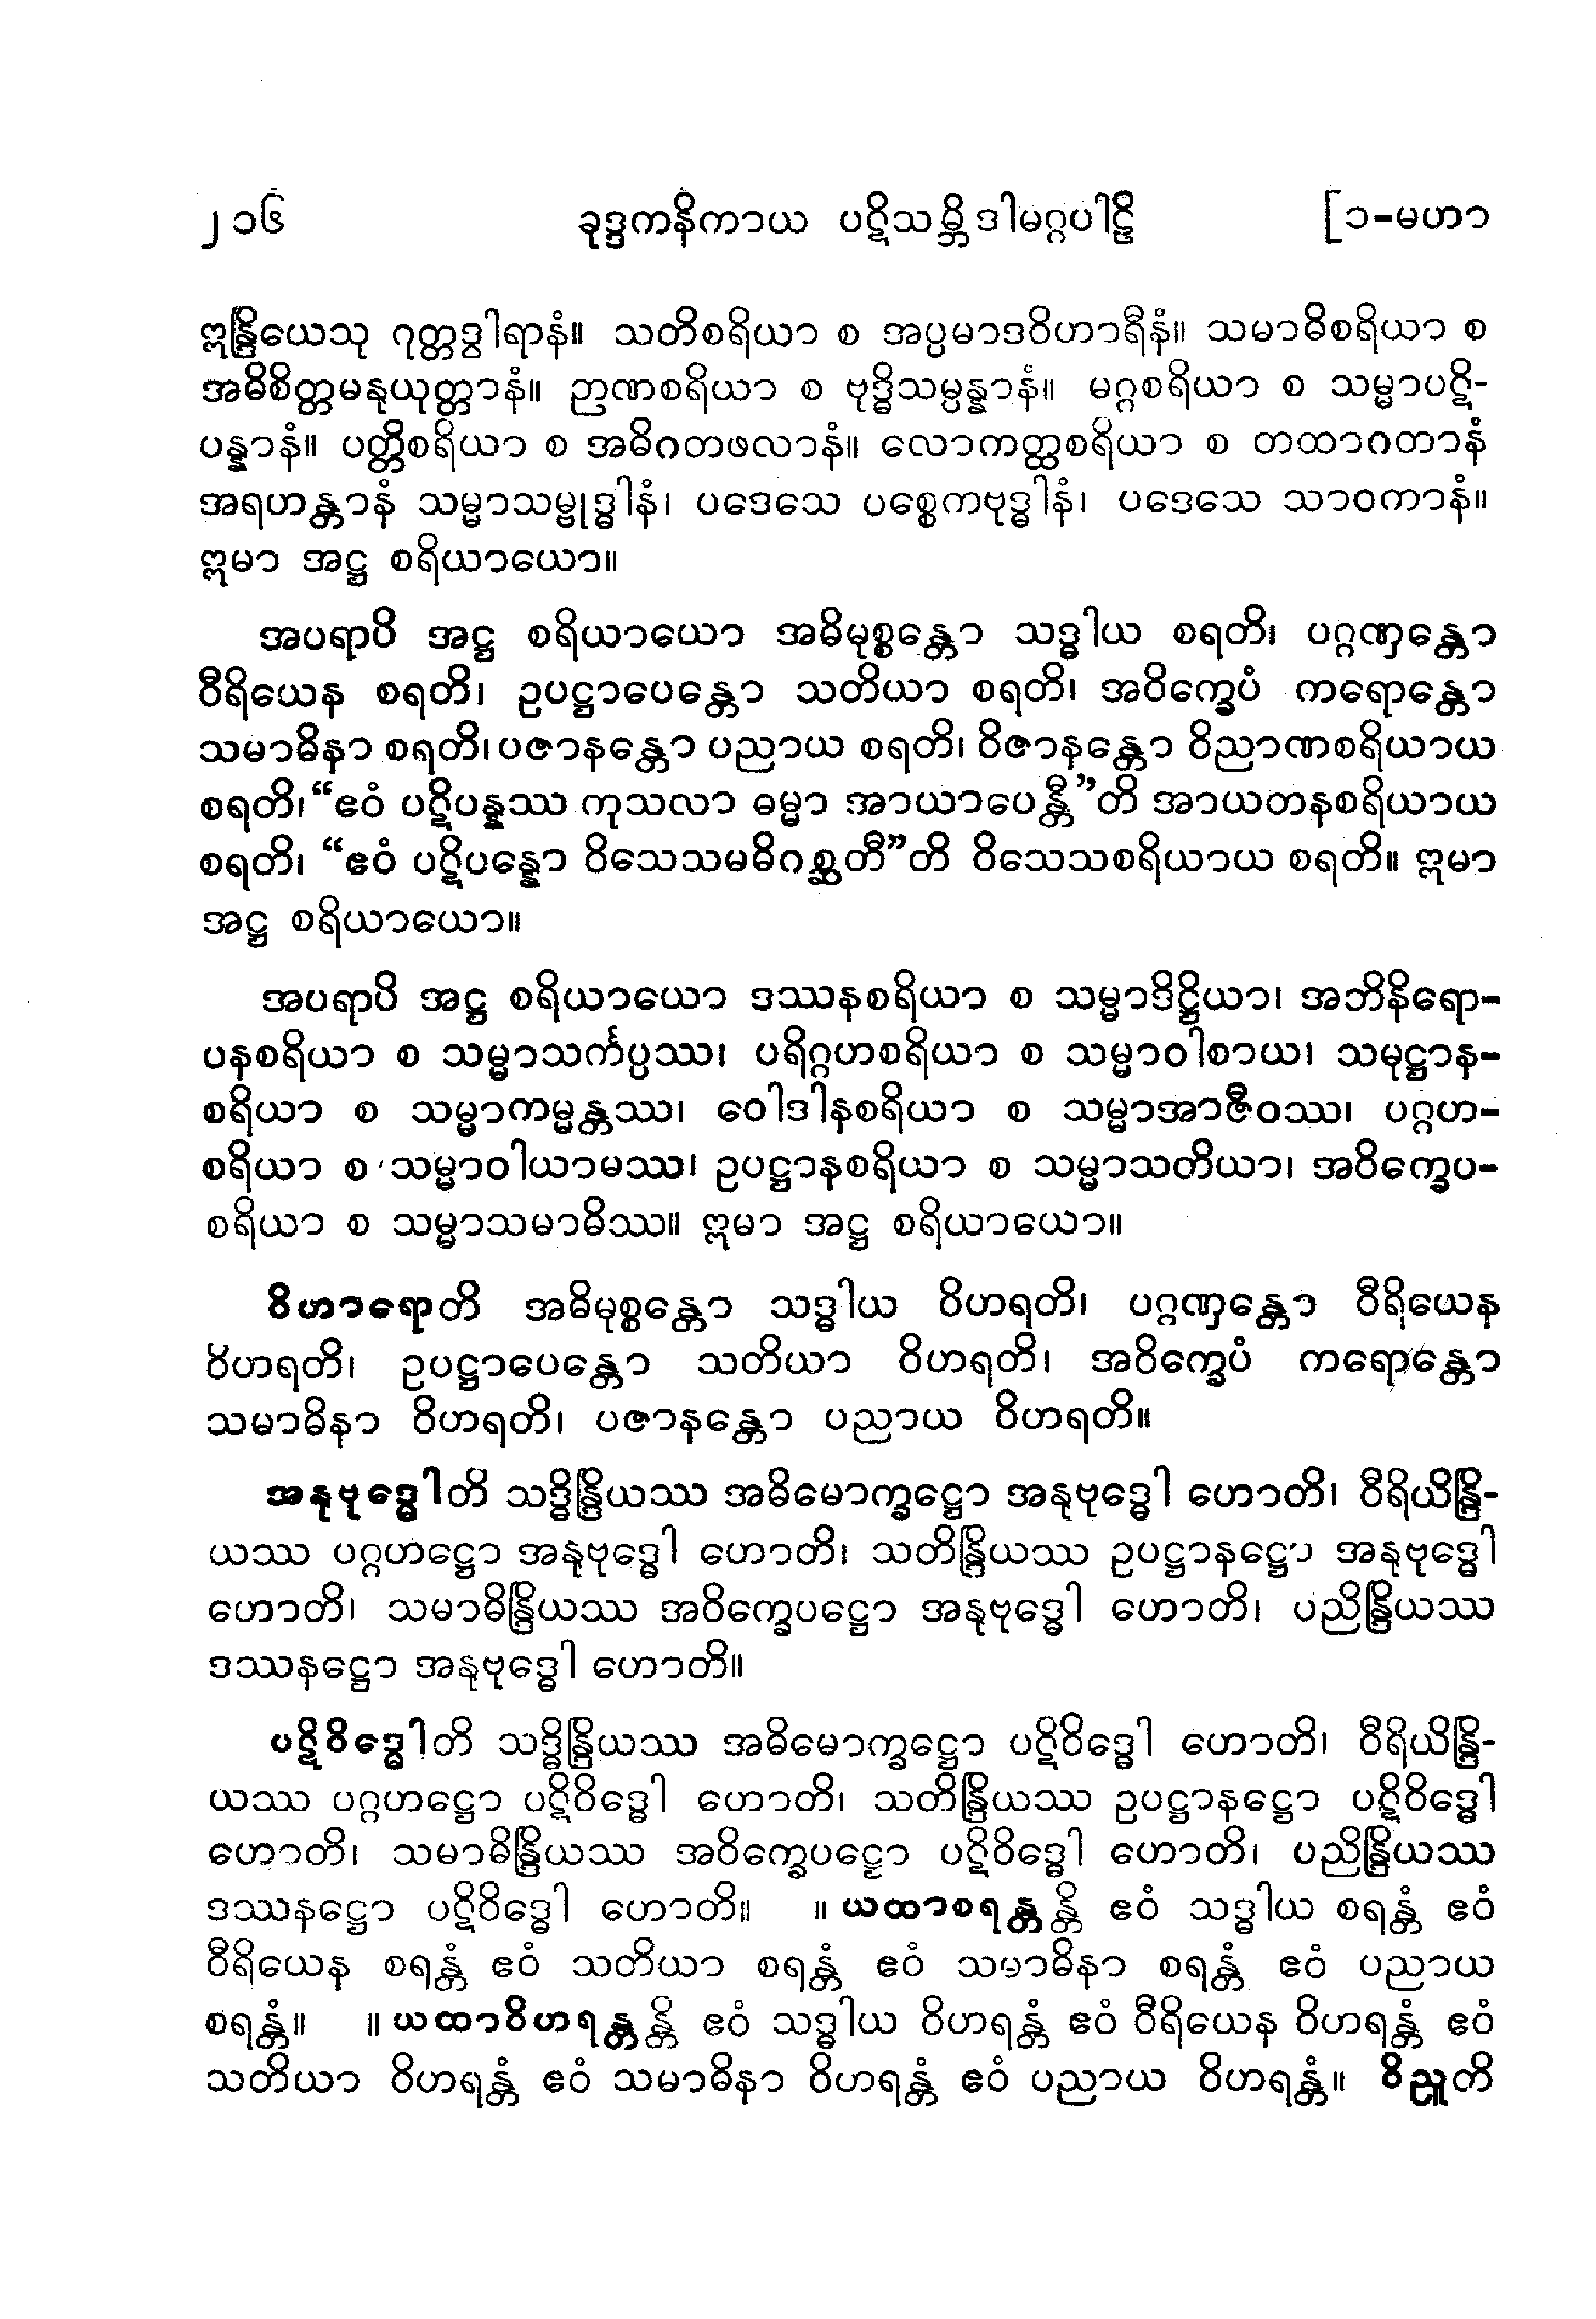 ၂၁၆ ခုဒ္ဒကနိကာယ ပဋိသမ္ဘိဒါမဂ္ဂပါဠိ [၁-မဟာ
ဣန္ဒြိယေသု ဂုတ္တဒွါရာနံ။ သတိစရိယာ စ အပ္ပမာဒဝိဟာရီနံ။ သမာဓိစရိယာ စ
အဓိစိတ္တမနုယုတ္တာနံ။ ဉာဏစရိယာ စ ဗုဒ္ဓိသမ္ပန္နာနံ။ မဂ္ဂစရိယာ စ သမ္မာပဋိ-
ပန္နာနံ။ ပတ္တိစရိယာ စ အဓိဂတဖလာနံ။ လောကတ္ထစရိယာ စ တထာဂတာနံ
အရဟန္တာနံ သမ္မာသမ္ဗုဒ္ဓါနံ၊ ပဒေသေ ပစ္စေကဗုဒ္ဓါနံ၊ ပဒေသေ သာဝကာနံ။
ဣမာ အဋ္ဌ စရိယာယော။
အပရာပိ အဋ္ဌ စရိယာယော အဓိမုစ္စန္တော သဒ္ဓါယ စရတိ၊ ပဂ္ဂဏှန္တော
ဝီရိယေန စရတိ၊ ဥပဋ္ဌာပေန္တော သတိယာ စရတိ၊ အဝိက္ခေပံ ကရောန္တော
သမာဓိနာ စရတိ၊ ပဇာနန္တော ပညာယ စရတိ၊ ဝိဇာနန္တော ဝိညာဏစရိယာယ
စရတိ၊ “ဧဝံ ပဋိပန္နဿ ကုသလာ ဓမ္မာ အာယာပေန္တီ”တိ အာယတနစရိယာယ
စရတိ၊ “ဧဝံ ပဋိပန္နော ဝိသေသမဓိဂစ္ဆတီ”တိ ဝိသေသစရိယာယ စရတိ။ ဣမာ
အဋ္ဌ စရိယာယော။
အပရာပိ အဋ္ဌ စရိယာယော ဒဿနစရိယာ စ သမ္မာဒိဋ္ဌိယာ၊ အဘိနိရော-
ပနစရိယာ စ သမ္မာသင်္ကပ္ပဿ၊ ပရိဂ္ဂဟစရိယာ စ သမ္မာဝါစာယ၊ သမုဋ္ဌာန-
စရိယာ စ သမ္မာကမ္မန္တဿ၊ ဝေါဒါနစရိယာ စ သမ္မာအာဇီဝဿ၊ ပဂ္ဂဟ-
စရိယာ စ သမ္မာဝါယာမဿ၊ ဥပဋ္ဌာနစရိယာ စ သမ္မာသတိယာ၊ အဝိက္ခေပ-
စရိယာ စ သမ္မာသမာဓိဿ။ ဣမာ အဋ္ဌ စရိယာယော။
ဝိဟာရောတိ အဓိမုစ္စန္တော သဒ္ဓါယ ဝိဟရတိ၊ ပဂ္ဂဏှန္တော ဝီရိယေန
ဝိဟရတိ၊ ဥပဋ္ဌာပေန္တော သတိယာ ဝိဟရတိ၊ အဝိက္ခေပံ ကရောန္တော
သမာဓိနာ ဝိဟရတိ၊ ပဇာနန္တော ပညာယ ဝိဟရတိ။
အနုဗုဒ္ဓေါတိ သဒ္ဓိန္ဒြိယဿ အဓိမောက္ခဋ္ဌော အနုဗုဒ္ဓေါ ဟောတိ၊ ဝီရိယိန္ဒြိ-
ယဿ ပဂ္ဂဟဋ္ဌော အနုဗုဒ္ဓေါ ဟောတိ၊ သတိန္ဒြိယဿ ဥပဋ္ဌာနဋ္ဌော အနုဗုဒ္ဓေါ
ဟောတိ၊ သမာဓိန္ဒြိယဿ အဝိက္ခေပဋ္ဌော အနုဗုဒ္ဓေါ ဟောတိ၊ ပညိန္ဒြိယဿ
ဒဿနဋ္ဌော အနုဗုဒ္ဓေါ ဟောတိ။
ပဋိဝိဒ္ဓေါတိ သဒ္ဓိန္ဒြိယဿ အဓိမောက္ခဋ္ဌော ပဋိဝိဒ္ဓေါ ဟောတိ၊ ဝီရိယိန္ဒြိ-
ယဿ ပဂ္ဂဟဋ္ဌော ပဋိဝိဒ္ဓေါ ဟောတိ၊ သတိန္ဒြိယဿ ဥပဋ္ဌာနဋ္ဌော ပဋိဝိဒ္ဓေါ
ဟောတိ၊ သမာဓိန္ဒြိယဿ အဝိက္ခေပဋ္ဌော ပဋိဝိဒ္ဓေါ ဟောတိ၊ ပညိန္ဒြိယဿ
ဒဿနဋ္ဌော ပဋိဝိဒ္ဓေါ ဟောတိ။ ။ ယထာစရန္တန္တိ ဧဝံ သဒ္ဓါယ စရန္တံ ဧဝံ
ဝီရိယေန စရန္တံ ဧဝံ သတိယာ စရန္တံ ဧဝံ သမာဓိနာ စရန္တံ ဧဝံ ပညာယ
စရန္တံ။ ။ ယထာဝိဟရန္တန္တိ ဧဝံ သဒ္ဓါယ ဝိဟရန္တံ ဧဝံ ဝီရိယေန ဝိဟရန္တံ ဧဝံ
သတိယာ ဝိဟရန္တံ ဧဝံ သမာဓိနာ ဝိဟရန္တံ ဧဝံ ပညာယ ဝိဟရန္တံ။ ဝိညူတိ